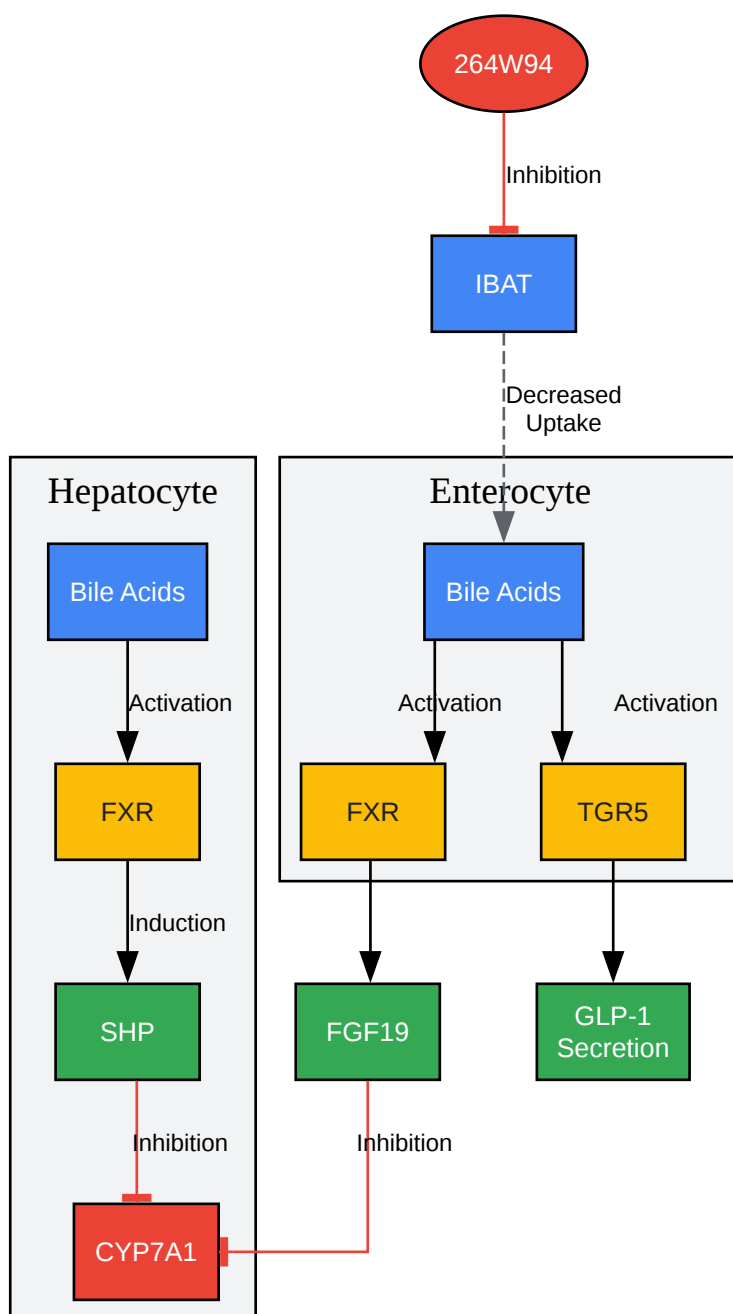 264W94
Inhibition
IBAT
Decreased
Uptake
Hepatocyte
Enterocyte
Bile Acids
Bile Acids
Activation
Activation
Activation
FXR
FXR
TGR5
Induction
SHP
FGF19
GLP-1
Secretion
Inhibition
Inhibition
CYP7A1